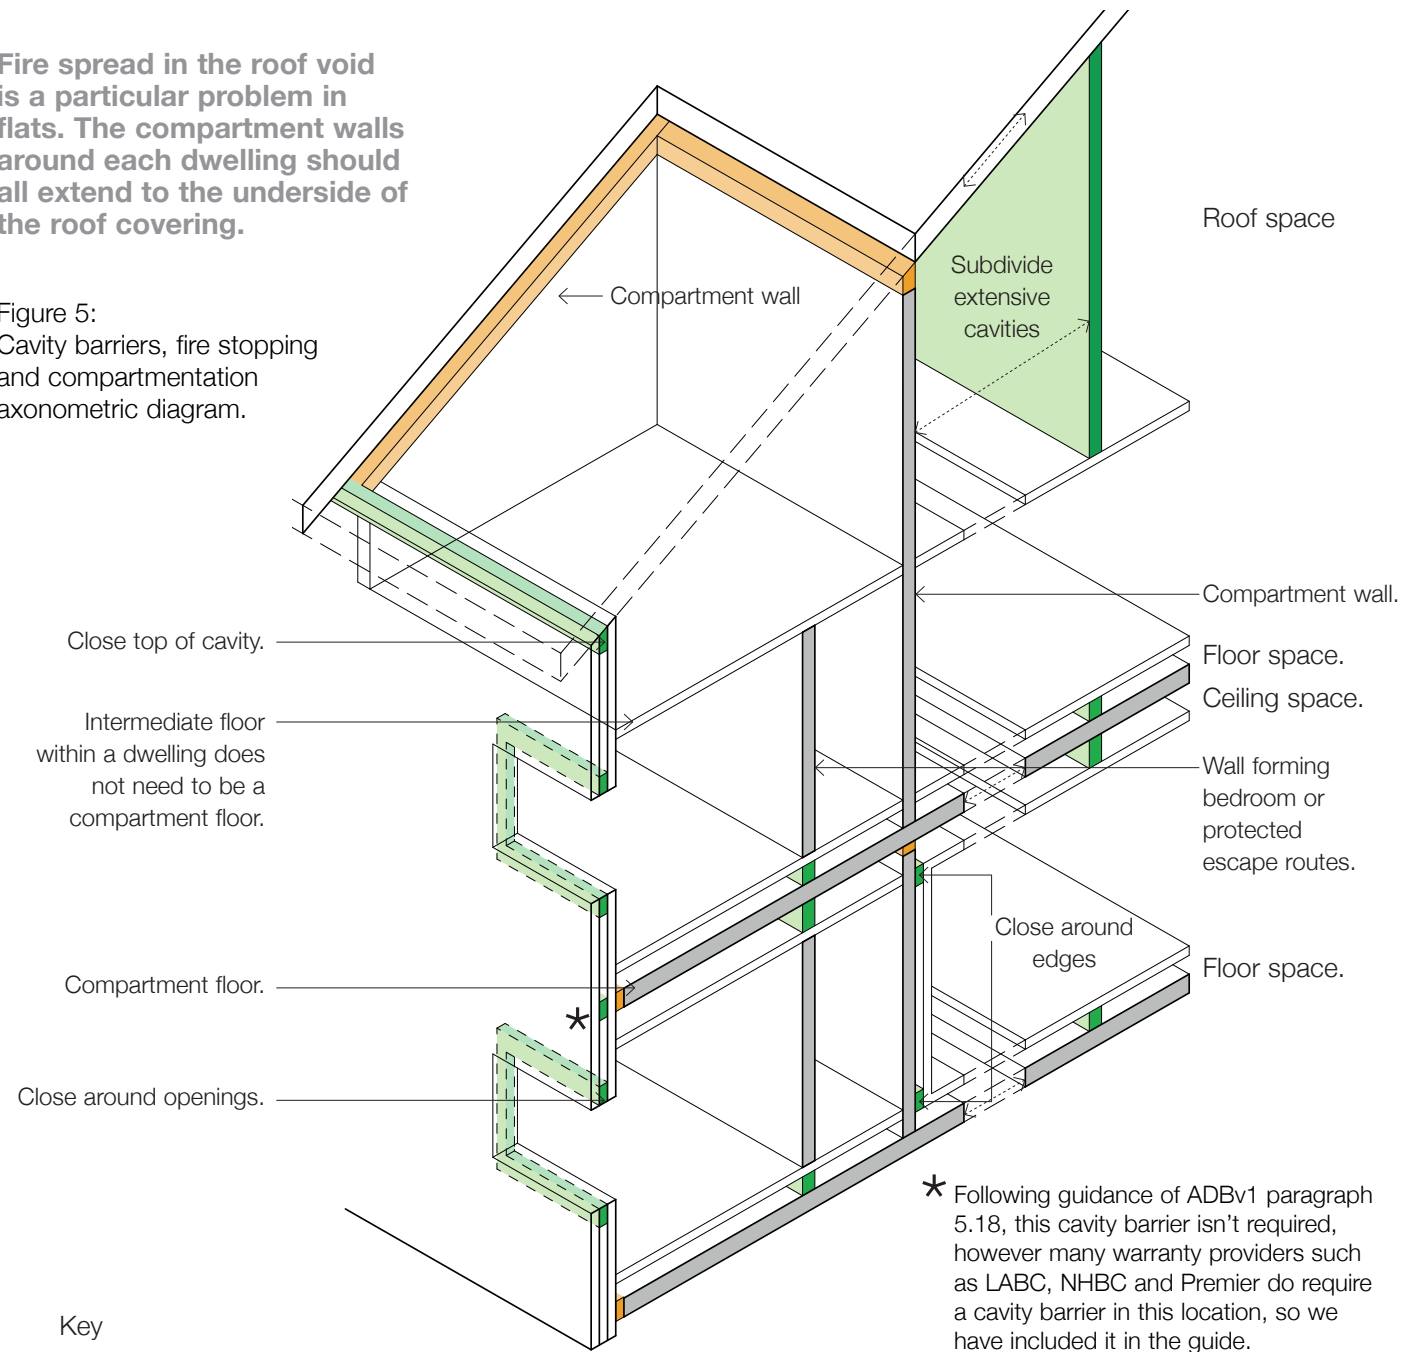 Fire spread in the roof void
is a particular problem in
flats. The compartment walls
around each dwelling should
all extend to the underside of
the roof covering.
Figure 5:
Cavity barriers, fire stopping
and compartmentation
axonometric diagram.
Roof space
Subdivide
extensive
cavities
Compartment wall
Compartment wall.
Close top of cavity.
Floor space.
Ceiling space.
Intermediate floor
within a dwelling does
not need to be a
compartment floor.
Wall forming
bedroom or
protected
escape routes.
Close around
edges
Floor space.
Compartment floor.
*
Close around openings.
* Following guidance of ADBv1 paragraph
5.18, this cavity barrier isn't required,
however many warranty providers such
as LABC, NHBC and Premier do require
a cavity barrier in this location, so we
have included it in the guide.
Key